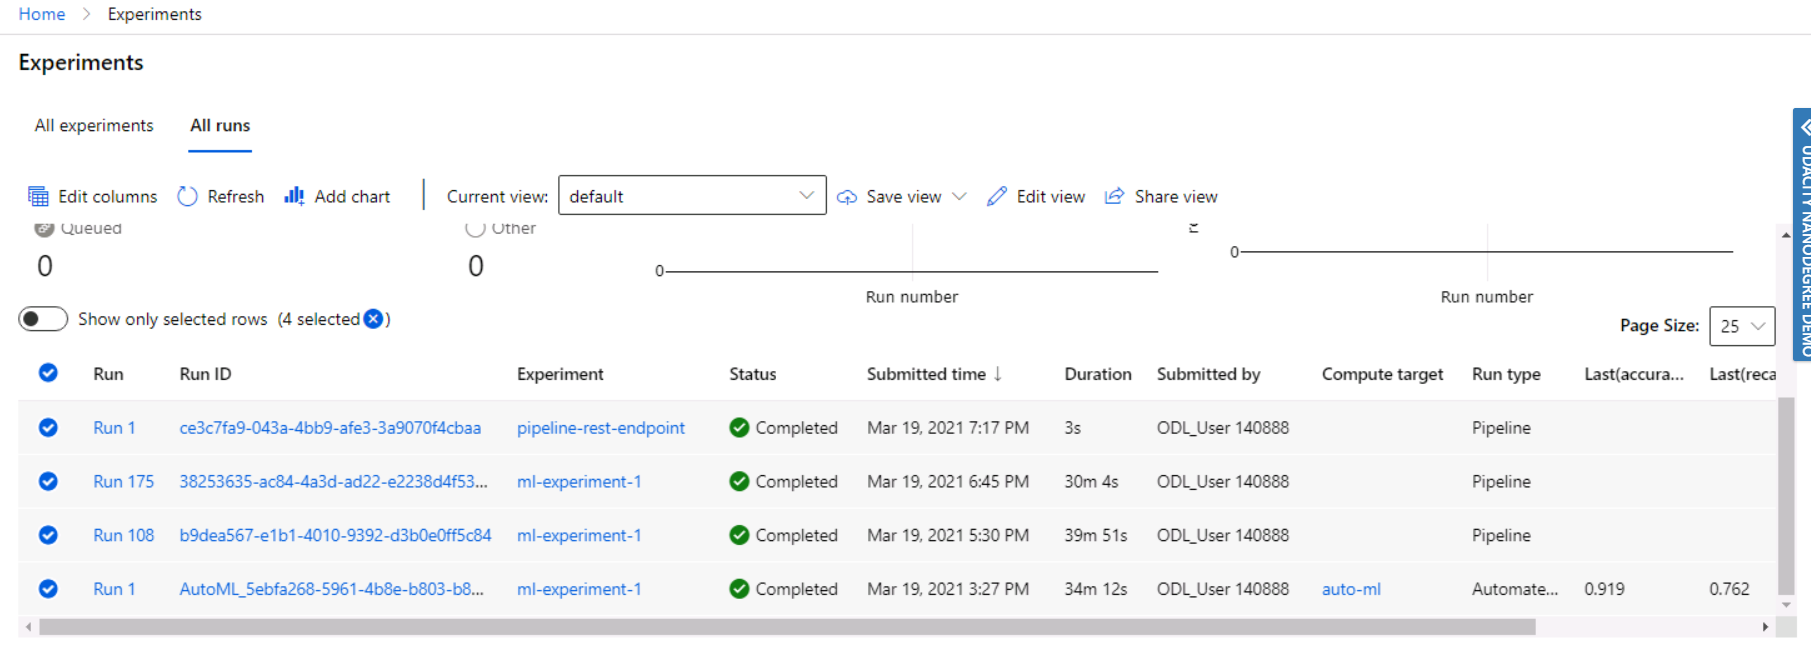 Home > Experiments
Experiments
All experiments All runs
Edit columns Refresh Add chart Current view: default Save view Edit view Share view
Queued Other
0 0 0 0
Run number Run number
Show only selected rows (4 selected )
Page Size: 25
Run Run ID Experiment Status Submitted time ↓ Duration Submitted by Compute target Run type Last(accura... Last(reca
Run 1 ce3c7fa9-043a-4bb9-afe3-3a9070f4cbaa pipeline-rest-endpoint Completed Mar 19, 2021 7:17 PM 3s ODL_User 140888 Pipeline
Run 175 38253635-ac84-4a3d-ad22-e2238d4f53... ml-experiment-1 Completed Mar 19, 2021 6:45 PM 30m 4s ODL_User 140888 Pipeline
Run 108 b9dea567-e1b1-4010-9392-d3b0e0ff5c84 ml-experiment-1 Completed Mar 19, 2021 5:30 PM 39m 51s ODL_User 140888 Pipeline
Run 1 AutoML_5ebfa268-5961-4b8e-b803-b8... ml-experiment-1 Completed Mar 19, 2021 3:27 PM 34m 12s ODL_User 140888 auto-ml Automate... 0.919 0.762
UDACITY NANODEGREE DEMO